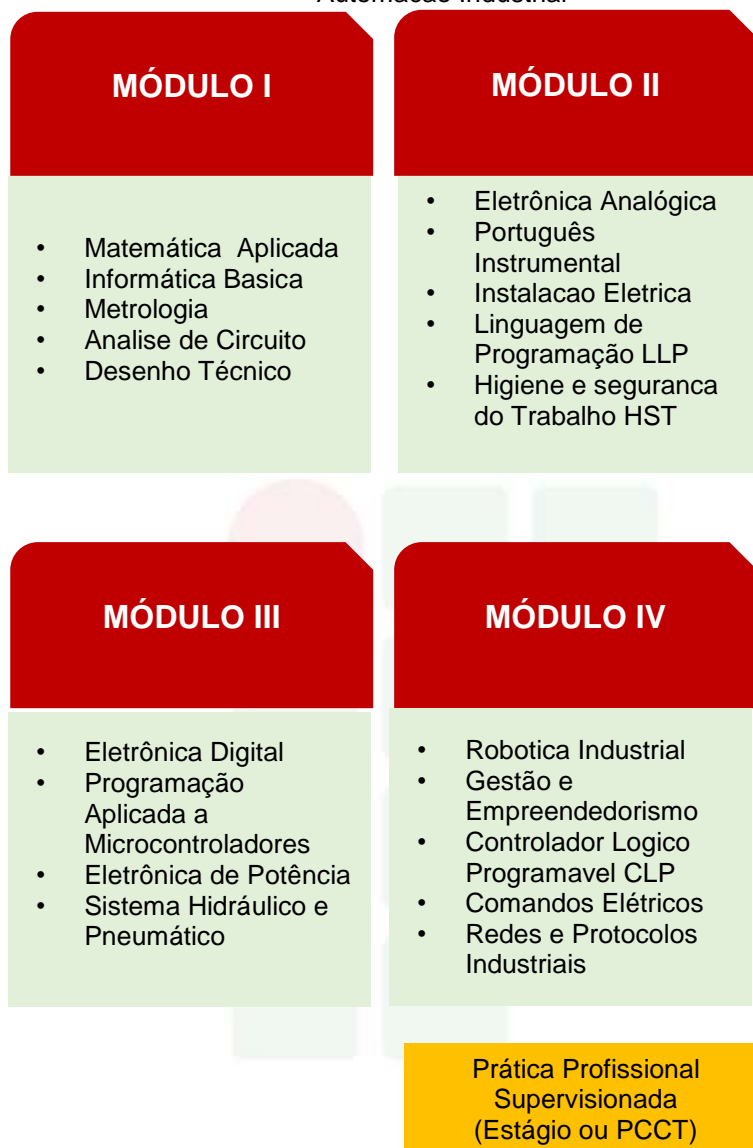 Automacao Industrial
MÓDULO I
• Matemática Aplicada
• Informática Basica
• Metrologia
• Analise de Circuito
• Desenho Técnico
MÓDULO II
• Eletrônica Analógica
• Português
Instrumental
• Instalacao Eletrica
• Linguagem de
Programação LLP
• Higiene e seguranca
do Trabalho HST
MÓDULO III
• Eletrônica Digital
• Programação
Aplicada a
Microcontroladores
• Eletrônica de Potência
• Sistema Hidráulico e
Pneumático
MÓDULO IV
• Robotica Industrial
• Gestão e
Empreendedorismo
• Controlador Logico
Programavel CLP
• Comandos Elétricos
• Redes e Protocolos
Industriais
Prática Profissional
Supervisionada
(Estágio ou PCCT)